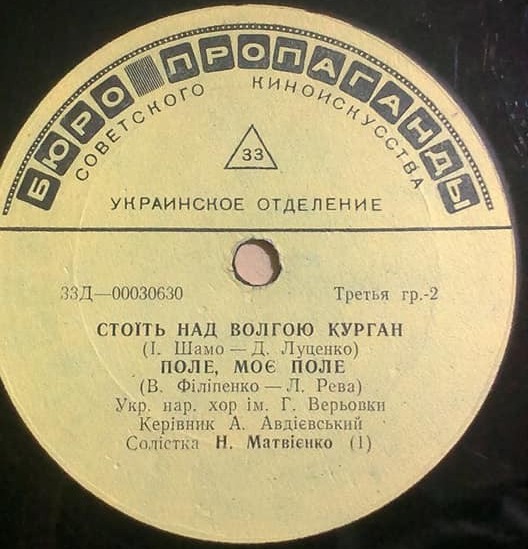 БЮРО ПРОПАГАНДЫ
СОВЕТСКОГО КИНОИСКУССТВА
33
УКРАИНСКОЕ ОТДЕЛЕНИЕ
33Д—00030630 Третья гр.-2
СТОЇТЬ НАД ВОЛГОЮ КУРГАН
(І. Шамо — Д. Луценко)
ПОЛЕ, МОЄ ПОЛЕ
(В. Філіпенко — Л. Рева)
Укр. нар. хор ім. Г. Верьовки
Керівник А. Авдієвський
Солістка Н. Матвієнко (1)